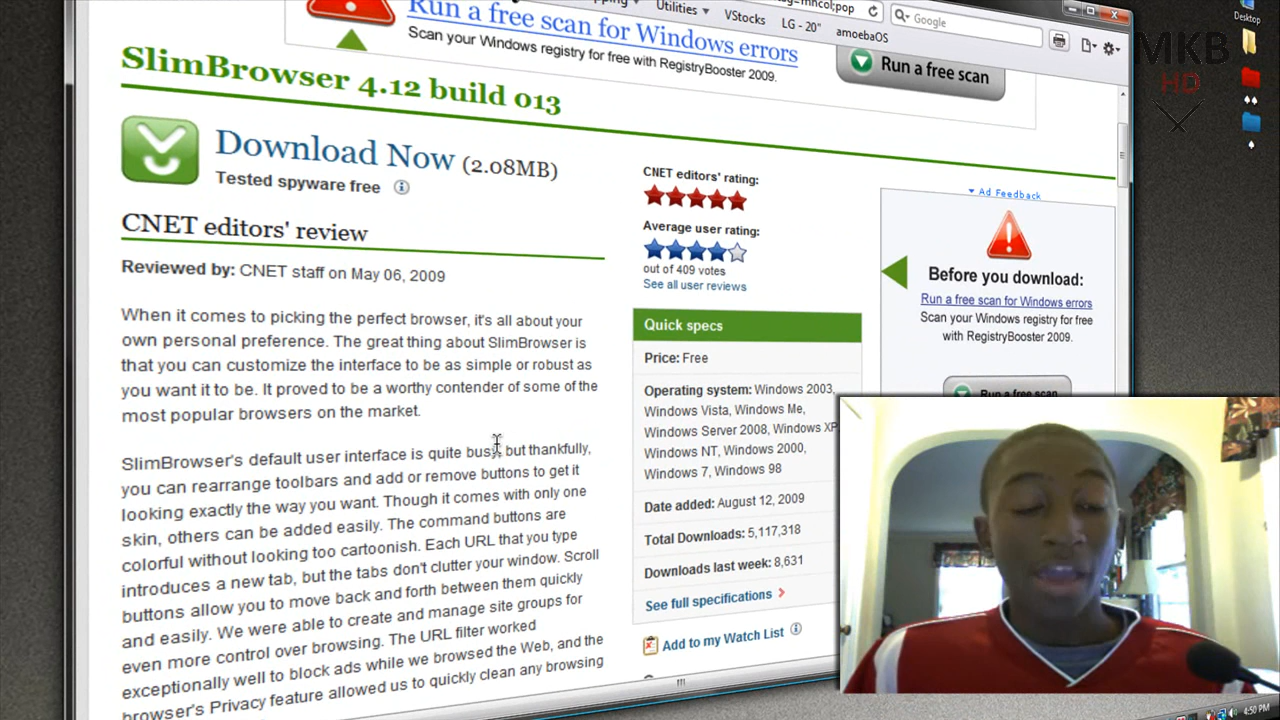 mncol;pop
Utilities
VStocks
LG - 20"
amoebaOS
Google
Desktop
MKB
HD
Run a free scan for Windows errors
Scan your Windows registry for free with RegistryBooster 2009.
Run a free scan
SlimBrowser 4.12 build 013
Download Now (2.08MB)
Tested spyware free
CNET editors' review
Reviewed by: CNET staff on May 06, 2009
When it comes to picking the perfect browser, it's all about your
own personal preference. The great thing about SlimBrowser is
that you can customize the interface to be as simple or robust as
you want it to be. It proved to be a worthy contender of some of the
most popular browsers on the market.
SlimBrowser's default user interface is quite busy, but thankfully,
you can rearrange toolbars and add or remove buttons to get it
looking exactly the way you want. Though it comes with only one
skin, others can be added easily. The command buttons are
colorful without looking too cartoonish. Each URL that you type
introduces a new tab, but the tabs don't clutter your window. Scroll
buttons allow you to move back and forth between them quickly
and easily. We were able to create and manage site groups for
even more control over browsing. The URL filter worked
exceptionally well to block ads while we browsed the Web, and the
browser's Privacy feature allowed us to quickly clean any browsing
CNET editors' rating:
Average user rating:
out of 409 votes
See all user reviews
Quick specs
Price: Free
Operating system: Windows 2003,
Windows Vista, Windows Me,
Windows Server 2008, Windows XP
Windows NT, Windows 2000,
Windows 7, Windows 98
Date added: August 12, 2009
Total Downloads: 5,117,318
Downloads last week: 8,631
See full specifications
Add to my Watch List
Ad Feedback
Before you download:
Run a free scan for Windows errors
Scan your Windows registry for free
with RegistryBooster 2009.
Run a free scan
4:50 PM